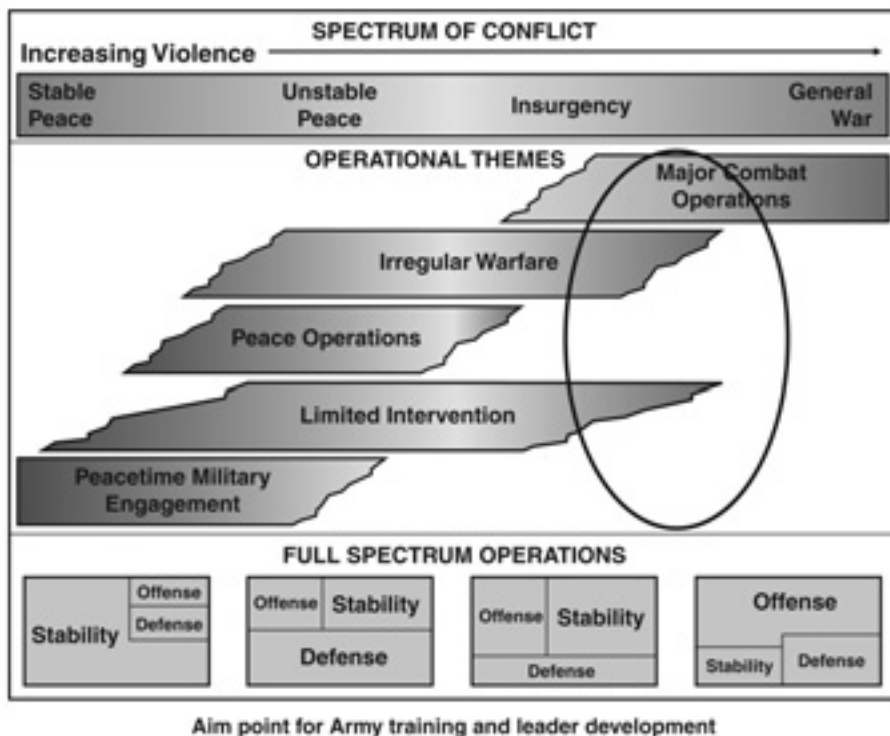 SPECTRUM OF CONFLICT
Increasing Violence
Stable
Peace
Unstable
Peace
Insurgency
General
War
OPERATIONAL THEMES
Major Combat
Operations
Irregular Warfare
Peace Operations
Limited Intervention
Peacetime Military
Engagement
FULL SPECTRUM OPERATIONS
Stability
Offense
Defense
Offense
Stability
Defense
Offense
Stability
Defense
Offense
Stability
Defense
Aim point for Army training and leader development